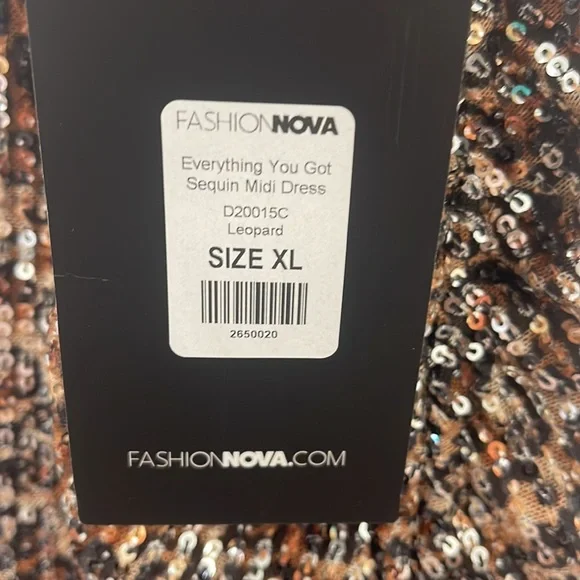 FASHIONNOVA
Everything You Got
Sequin Midi Dress
D20015C
Leopard
SIZE XL
2650020
FASHIONNOVA.COM